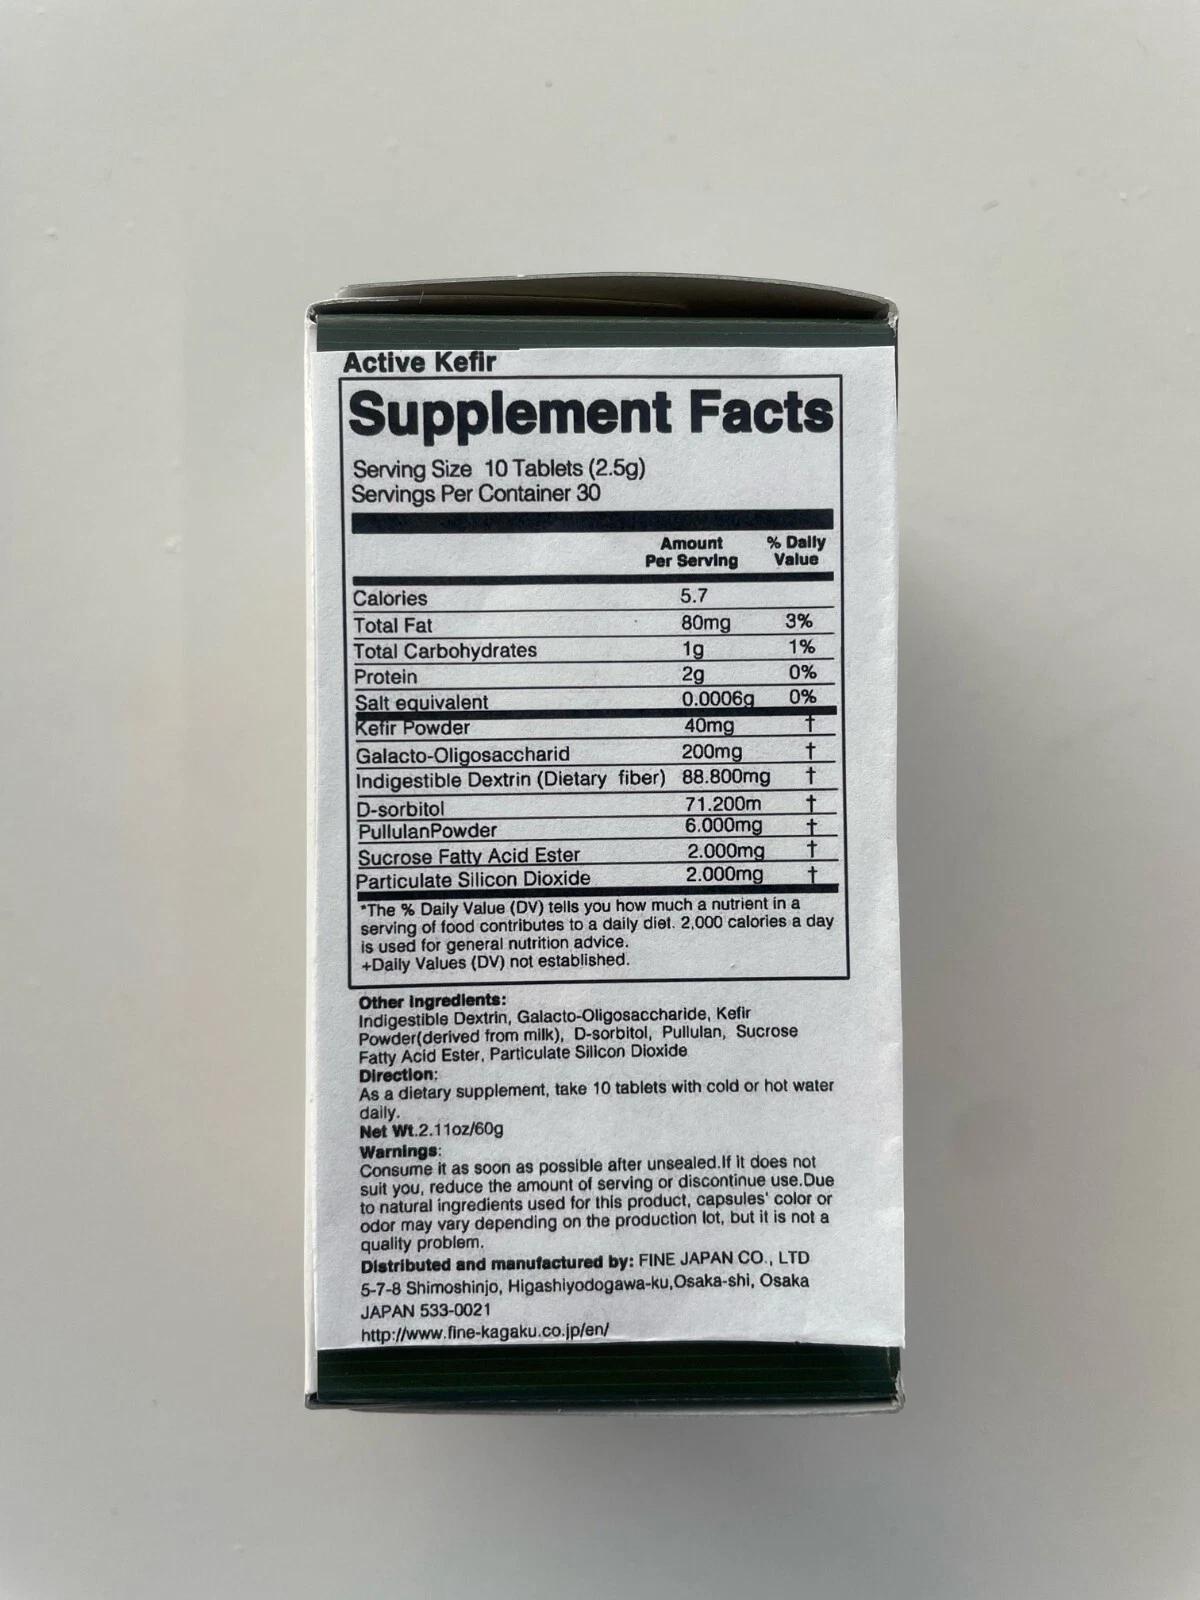 Active Kefir
Supplement Facts
Serving Size 10 Tablets (2.5g)
Servings Per Container 30
Amount Per Serving % Daily Value
Calories 5.7
Total Fat 80mg 3%
Total Carbohydrates 1g 1%
Protein 2g 0%
Salt equivalent 0.0006g 0%
Kefir Powder 40mg †
Galacto-Oligosaccharid 200mg †
Indigestible Dextrin (Dietary fiber) 88.800mg †
D-sorbitol 71.200m †
PullulanPowder 6.000mg †
Sucrose Fatty Acid Ester 2.000mg †
Particulate Silicon Dioxide 2.000mg †
*The % Daily Value (DV) tells you how much a nutrient in a
serving of food contributes to a daily diet. 2,000 calories a day
is used for general nutrition advice.
+Daily Values (DV) not established.
Other Ingredients:
Indigestible Dextrin, Galacto-Oligosaccharide, Kefir
Powder(derived from milk), D-sorbitol, Pullulan, Sucrose
Fatty Acid Ester, Particulate Silicon Dioxide
Direction:
As a dietary supplement, take 10 tablets with cold or hot water
daily.
Net Wt.2.11oz/60g
Warnings:
Consume it as soon as possible after unsealed.If it does not
suit you, reduce the amount of serving or discontinue use.Due
to natural ingredients used for this product, capsules' color or
odor may vary depending on the production lot, but it is not a
quality problem.
Distributed and manufactured by: FINE JAPAN CO., LTD
5-7-8 Shimoshinjo, Higashiyodogawa-ku,Osaka-shi, Osaka
JAPAN 533-0021
http://www.fine-kagaku.co.jp/en/